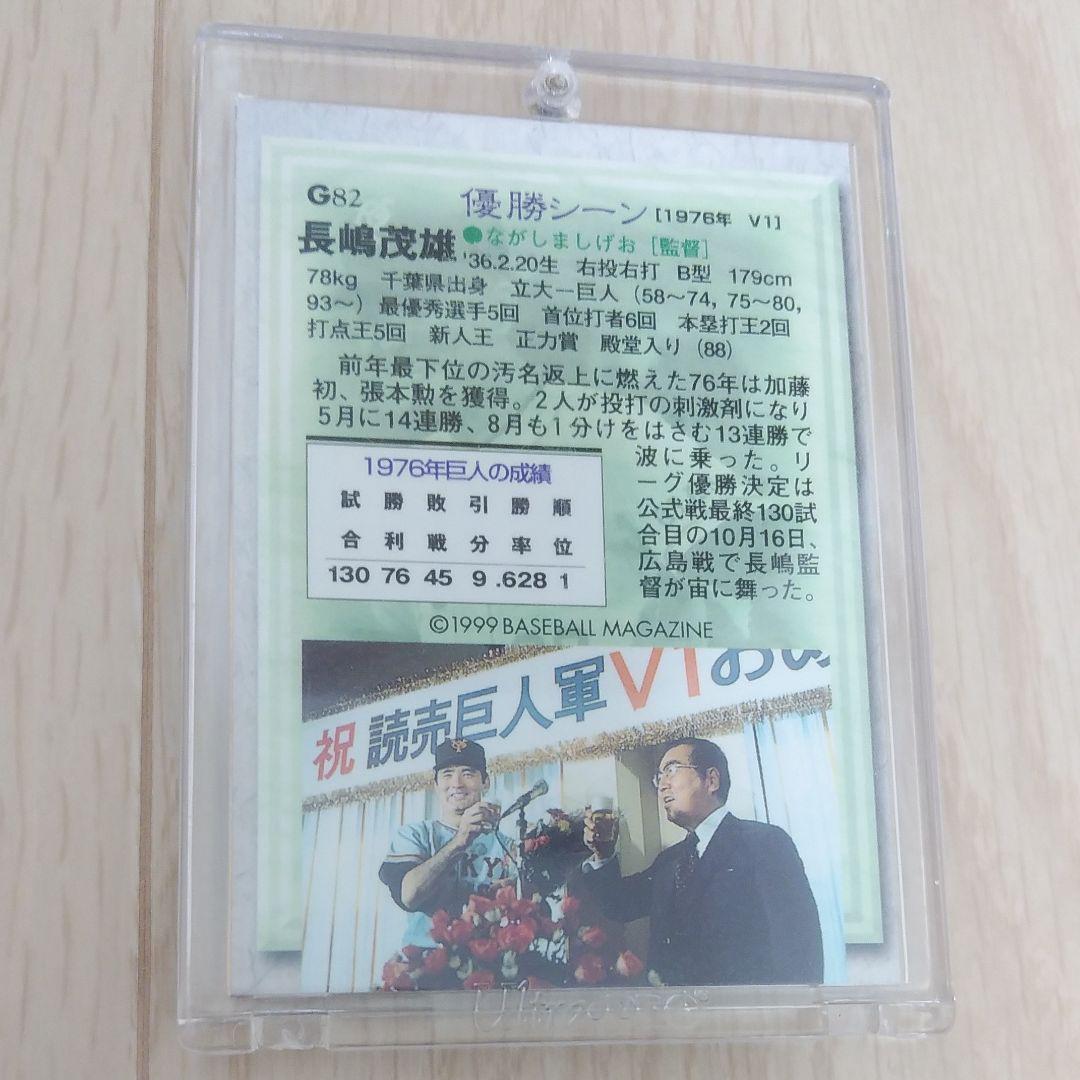 G82 優勝シーン [1976年 V1]
長嶋茂雄 ●ながしましげお [監督]
'36.2.20生 右投右打 B型 179cm
78kg 千葉県出身 立大―巨人（58～74, 75～80,
93～）最優秀選手5回 首位打者6回 本塁打王2回
打点王5回 新人王 正力賞 殿堂入り（88）
前年最下位の汚名返上に燃えた76年は加藤
初、張本勲を獲得。2人が投打の刺激剤になり
5月に14連勝、8月も1分けをはさむ13連勝で
波に乗った。リ
ーグ優勝決定は
公式戦最終130試
合目の10月16日、
広島戦で長嶋監
督が宙に舞った。
1976年巨人の成績
試 勝 敗 引 勝 順
合 利 戦 分 率 位
130 76 45 9 .628 1
©1999 BASEBALL MAGAZINE
祝 読売巨人軍V1おめ
KY
Ultra